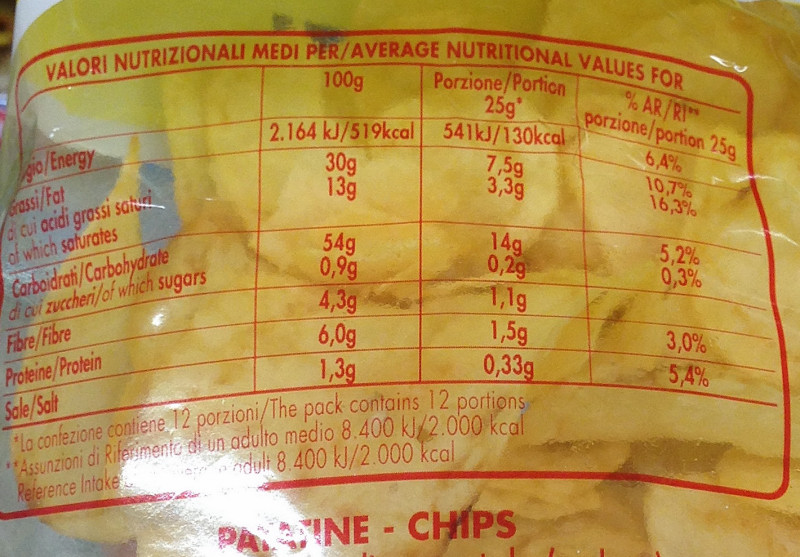 VALORI NUTRIZIONALI MEDI PER/AVERAGE NUTRITIONAL VALUES FOR
100g Porzione/Portion 25g* % AR/RI** porzione/portion 25g
gia/Energy 2.164 kJ/519kcal 541kJ/130kcal 6,4%
Grassi/Fat 30g 7,5g 10,7%
di cui acidi grassi saturi 13g 3,3g 16,3%
of which saturates
Carboidrati/Carbohydrate 54g 14g 5,2%
di cui zuccheri/of which sugars 0,9g 0,2g 0,3%
Fibre/Fibre 4,3g 1,1g
Proteine/Protein 6,0g 1,5g 3,0%
Sale/Salt 1,3g 0,33g 5,4%
*La confezione contiene 12 porzioni/The pack contains 12 portions
**Assunzioni di Riferimento di un adulto medio 8.400 kJ/2.000 kcal
Reference Intake adult 8.400 kJ/2.000 kcal
PATATINE - CHIPS